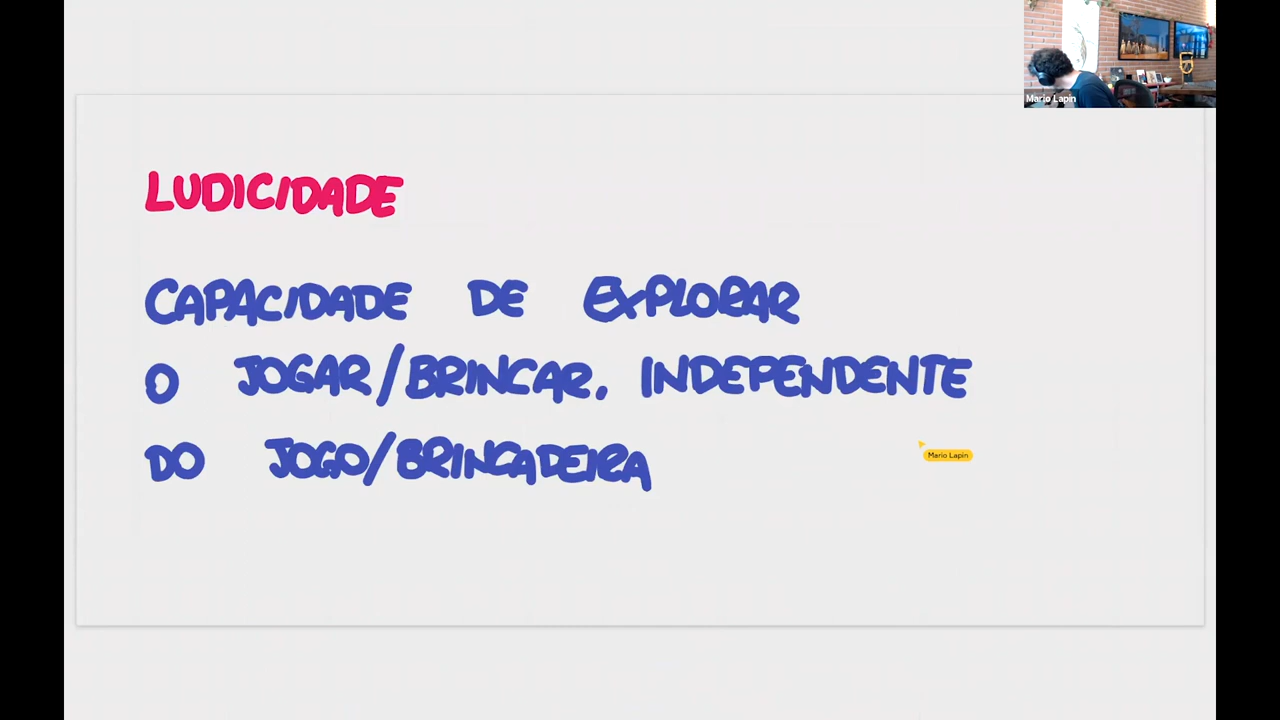 Mario Lapin
LUDICIDADE
CAPACIDADE DE EXPLORAR
O JOGAR/BRINCAR. INDEPENDENTE
DO JOGO/BRINCADEIRA
Mario Lapin